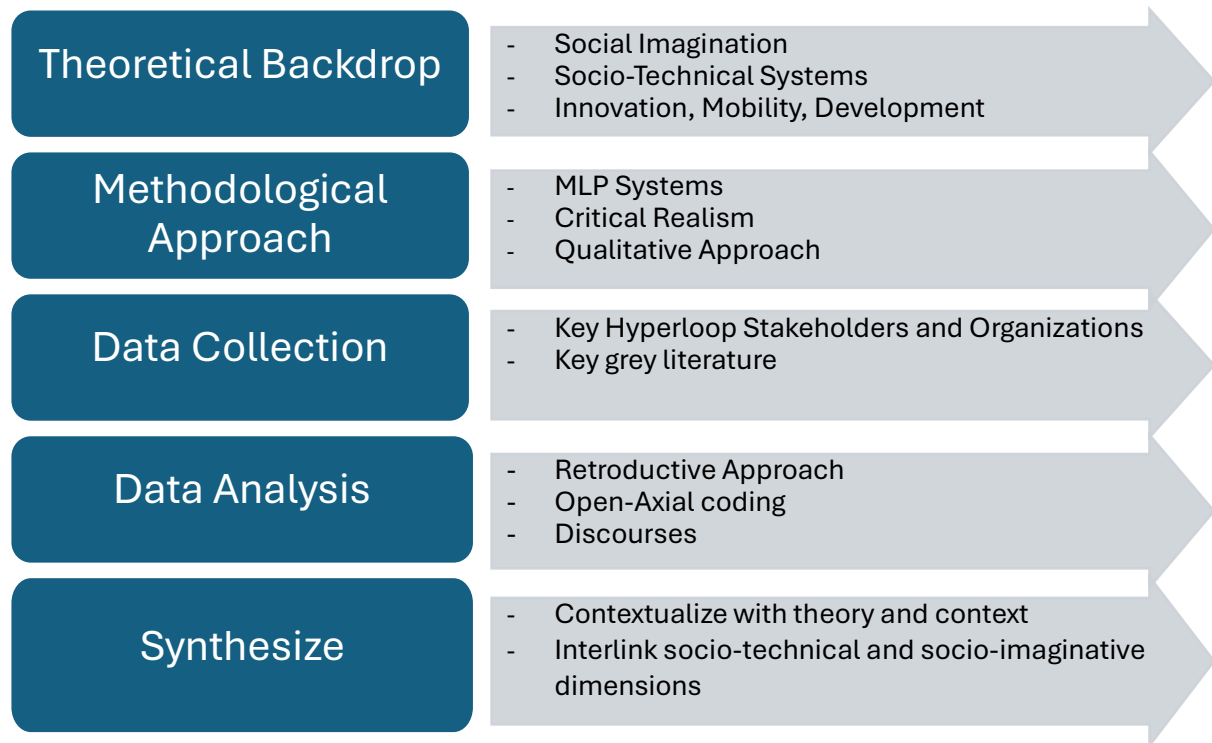 Theoretical Backdrop
- Social Imagination
- Socio-Technical Systems
- Innovation, Mobility, Development
Methodological
Approach
- MLP Systems
- Critical Realism
- Qualitative Approach
Data Collection
- Key Hyperloop Stakeholders and Organizations
- Key grey literature
Data Analysis
- Retroductive Approach
- Open-Axial coding
- Discourses
Synthesize
- Contextualize with theory and context
- Interlink socio-technical and socio-imaginative
dimensions